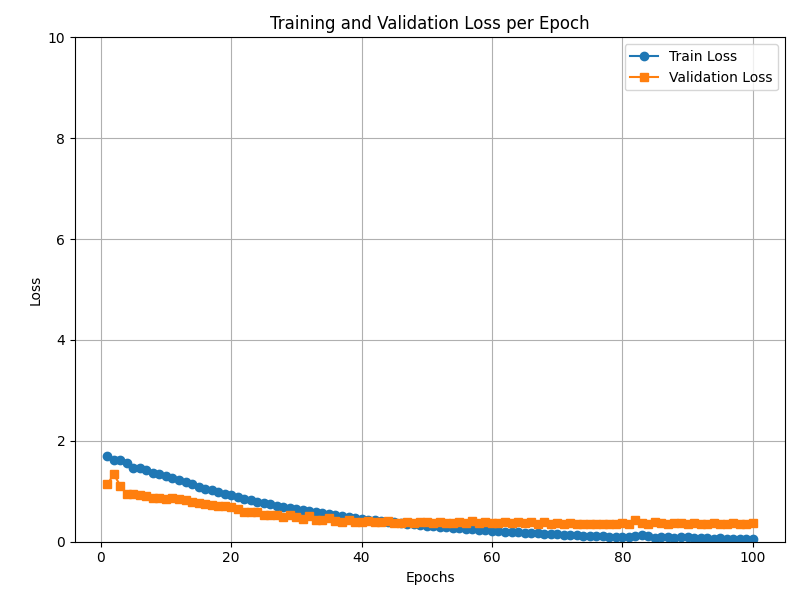 Training and Validation Loss per Epoch
Train Loss
Validation Loss
10
8
6
4
2
0
Loss
0 20 40 60 80 100
Epochs